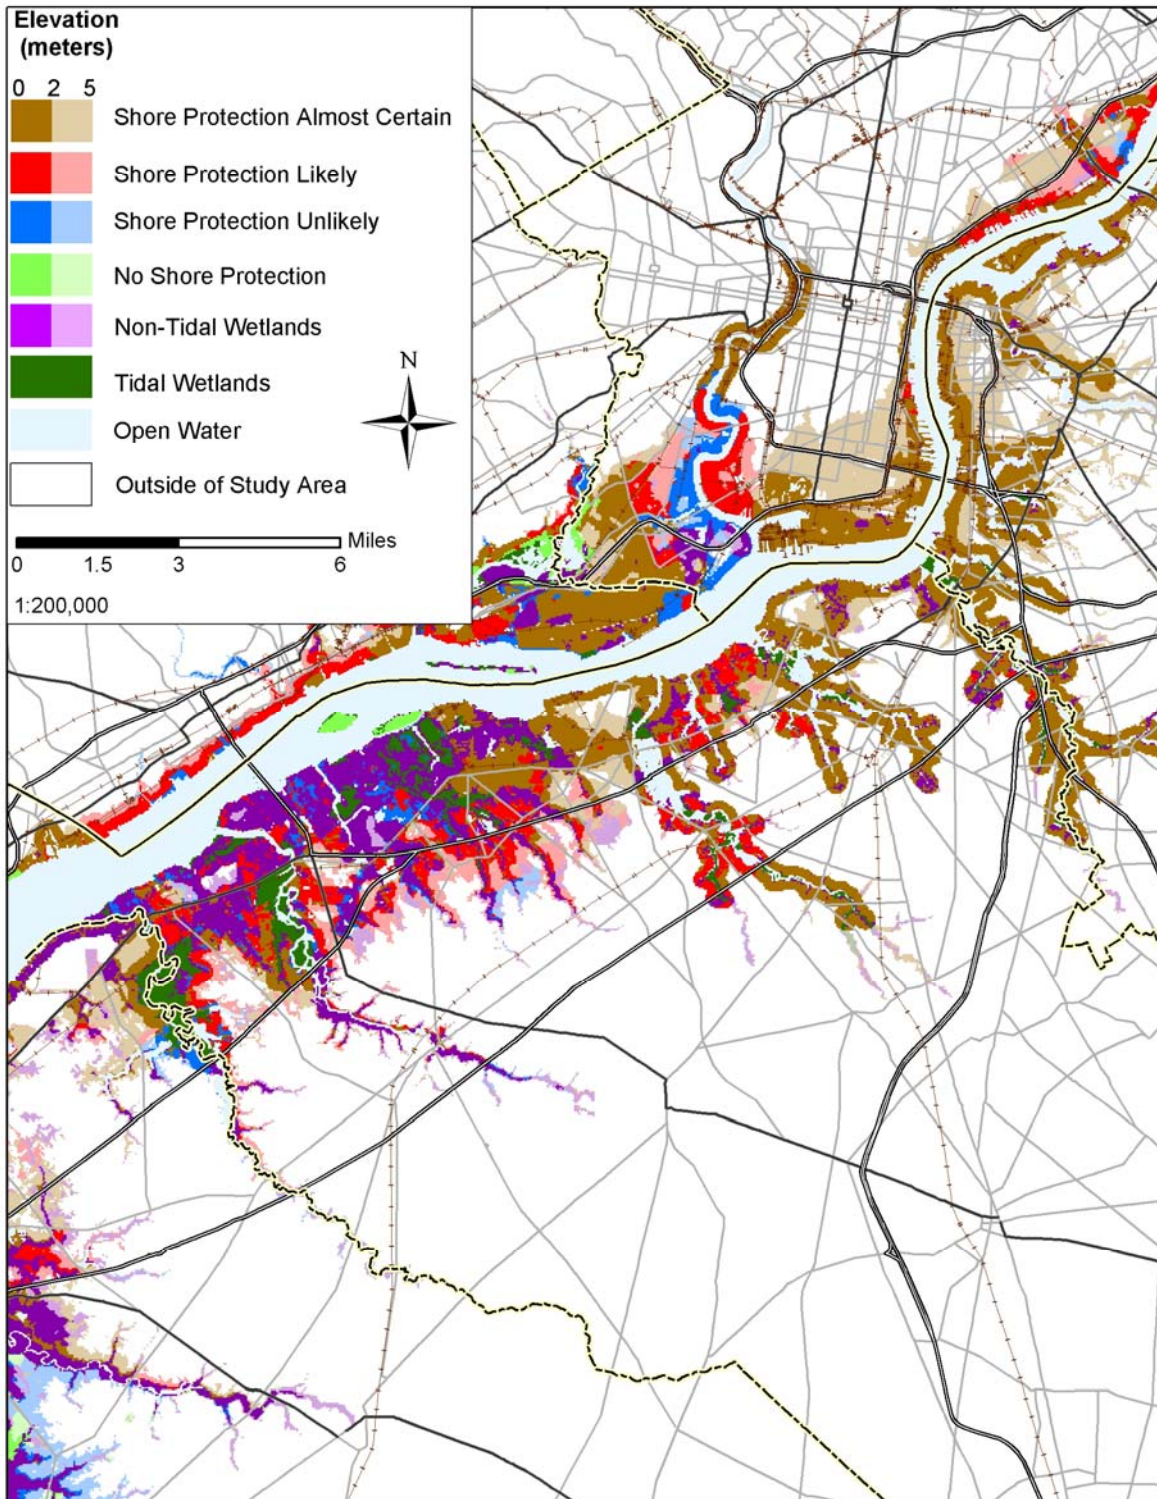 Elevation
(meters)
0 2 5
Shore Protection Almost Certain
Shore Protection Likely
Shore Protection Unlikely
No Shore Protection
Non-Tidal Wetlands
Tidal Wetlands
Open Water
Outside of Study Area
N
Miles
0 1.5 3 6
1:200,000